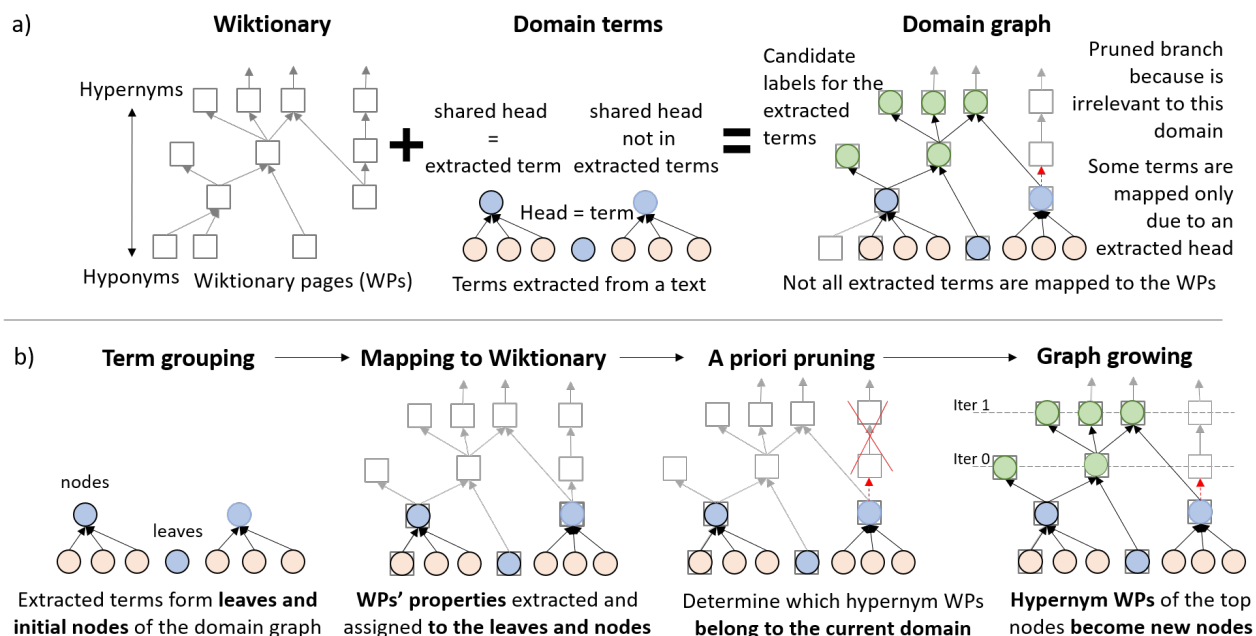 a)
Wiktionary
Domain terms
Domain graph
Hypernyms
Hyponyms
Wiktionary pages (WPs)
+
shared head
=
extracted term
shared head
not in
extracted terms
Head = term
Terms extracted from a text
=
Candidate
labels for the
extracted
terms
Pruned branch
because is
irrelevant to this
domain
Some terms are
mapped only
due to an
extracted head
Not all extracted terms are mapped to the WPs
b)
Term grouping
Mapping to Wiktionary
A priori pruning
Graph growing
nodes
leaves
Iter 1
Iter 0
Extracted terms form leaves and
initial nodes of the domain graph
WPs' properties extracted and
assigned to the leaves and nodes
Determine which hypernym WPs
belong to the current domain
Hypernym WPs of the top
nodes become new nodes